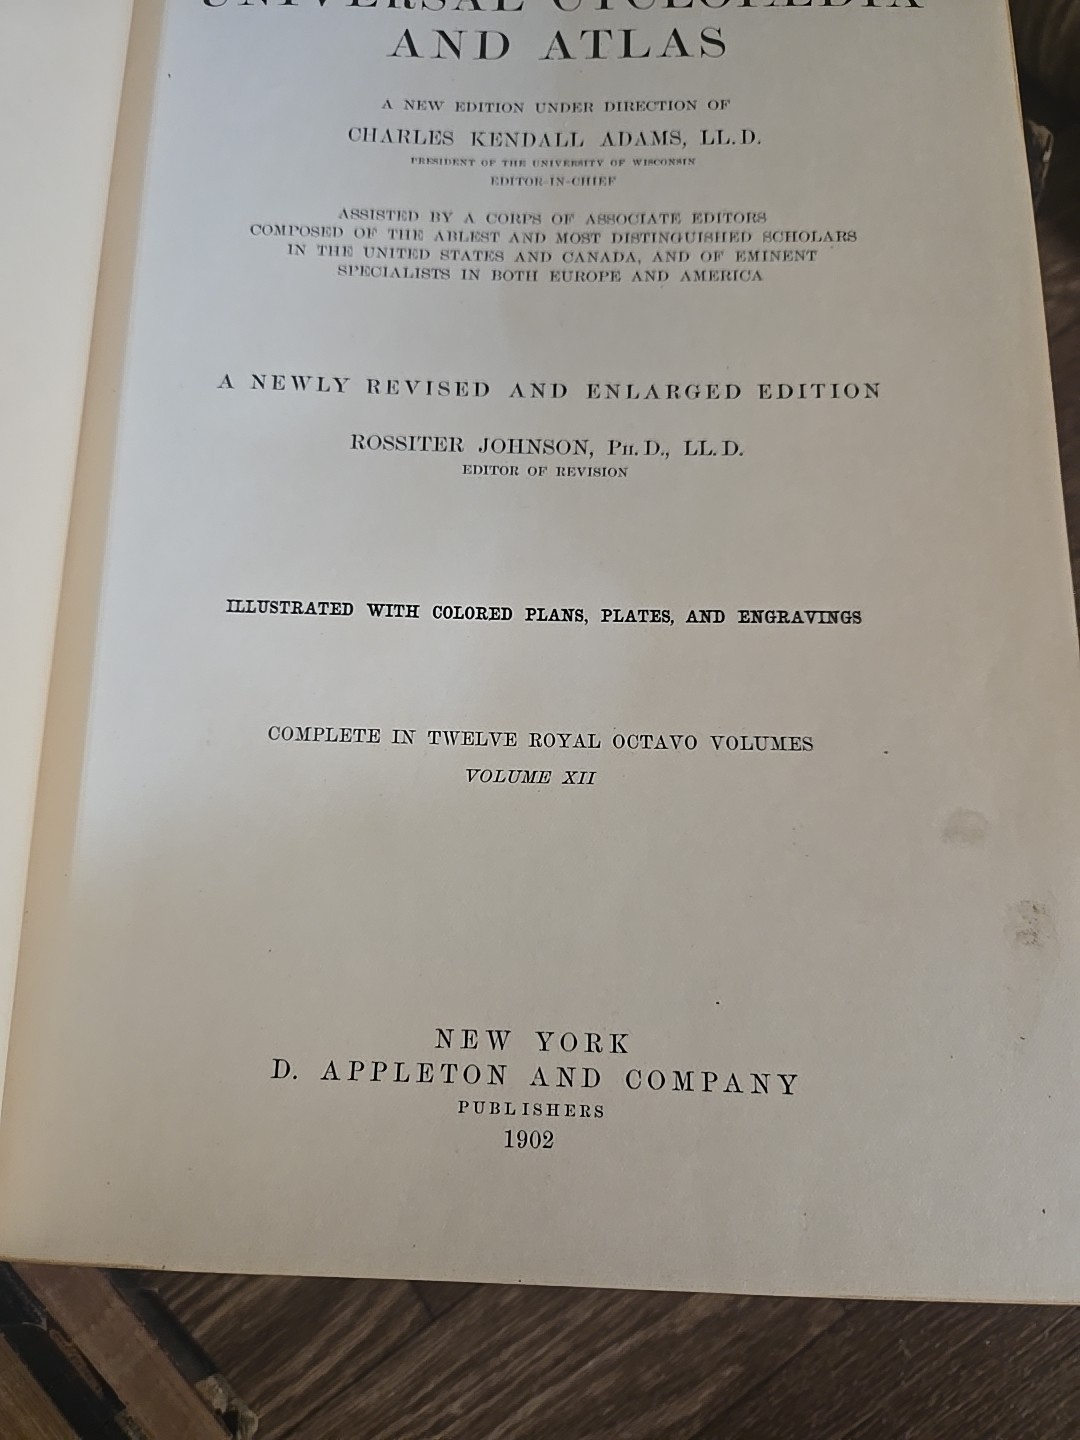 UNIVERSAL CYCLOPÆDIA
AND ATLAS
A NEW EDITION UNDER DIRECTION OF
CHARLES KENDALL ADAMS, LL. D.
PRESIDENT OF THE UNIVERSITY OF WISCONSIN
EDITOR-IN-CHIEF
ASSISTED BY A CORPS OF ASSOCIATE EDITORS
COMPOSED OF THE ABLEST AND MOST DISTINGUISHED SCHOLARS
IN THE UNITED STATES AND CANADA, AND OF EMINENT
SPECIALISTS IN BOTH EUROPE AND AMERICA
A NEWLY REVISED AND ENLARGED EDITION
ROSSITER JOHNSON, PH. D., LL. D.
EDITOR OF REVISION
ILLUSTRATED WITH COLORED PLANS, PLATES, AND ENGRAVINGS
COMPLETE IN TWELVE ROYAL OCTAVO VOLUMES
VOLUME XII
NEW YORK
D. APPLETON AND COMPANY
PUBLISHERS
1902